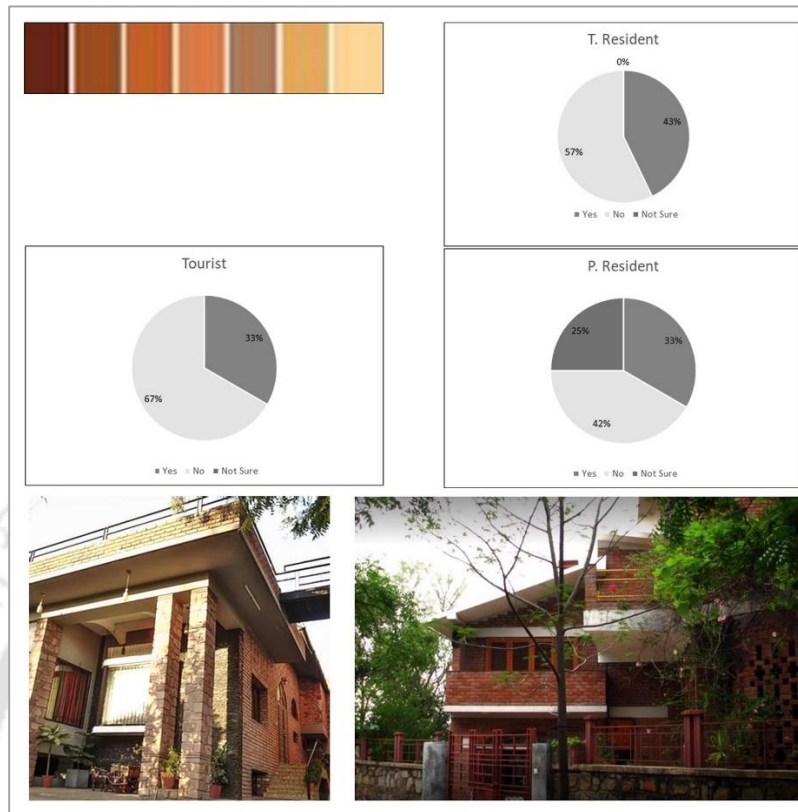 T. Resident
0%
43%
57%
Yes No Not Sure
Tourist
33%
67%
Yes No Not Sure
P. Resident
25%
33%
42%
Yes No Not Sure